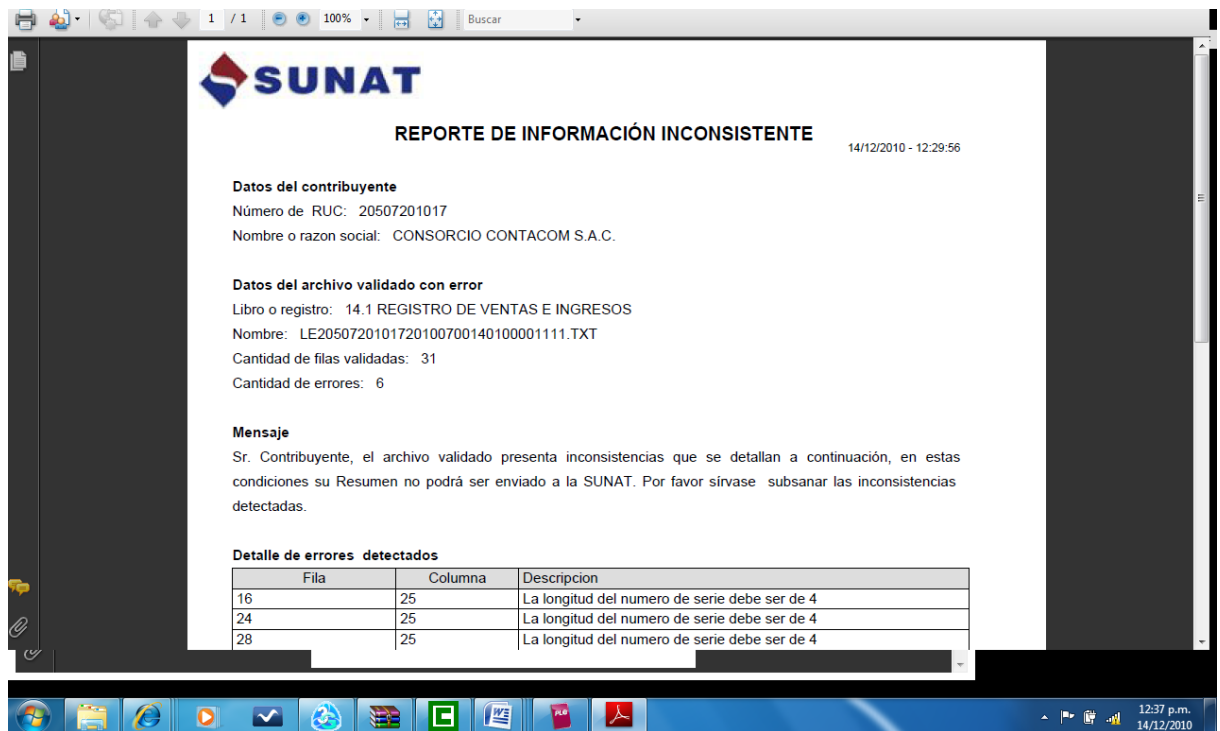 1 / 1 100% Buscar
SUNAT
REPORTE DE INFORMACIÓN INCONSISTENTE
14/12/2010 - 12:29:56
Datos del contribuyente
Número de RUC: 20507201017
Nombre o razon social: CONSORCIO CONTACOM S.A.C.
Datos del archivo validado con error
Libro o registro: 14.1 REGISTRO DE VENTAS E INGRESOS
Nombre: LE2050720101720100700140100001111.TXT
Cantidad de filas validadas: 31
Cantidad de errores: 6
Mensaje
Sr. Contribuyente, el archivo validado presenta inconsistencias que se detallan a continuación, en estas
condiciones su Resumen no podrá ser enviado a la SUNAT. Por favor sírvase subsanar las inconsistencias
detectadas.
Detalle de errores detectados
Fila Columna Descripcion
16 25 La longitud del numero de serie debe ser de 4
24 25 La longitud del numero de serie debe ser de 4
28 25 La longitud del numero de serie debe ser de 4
PLE
12:37 p.m.
14/12/2010